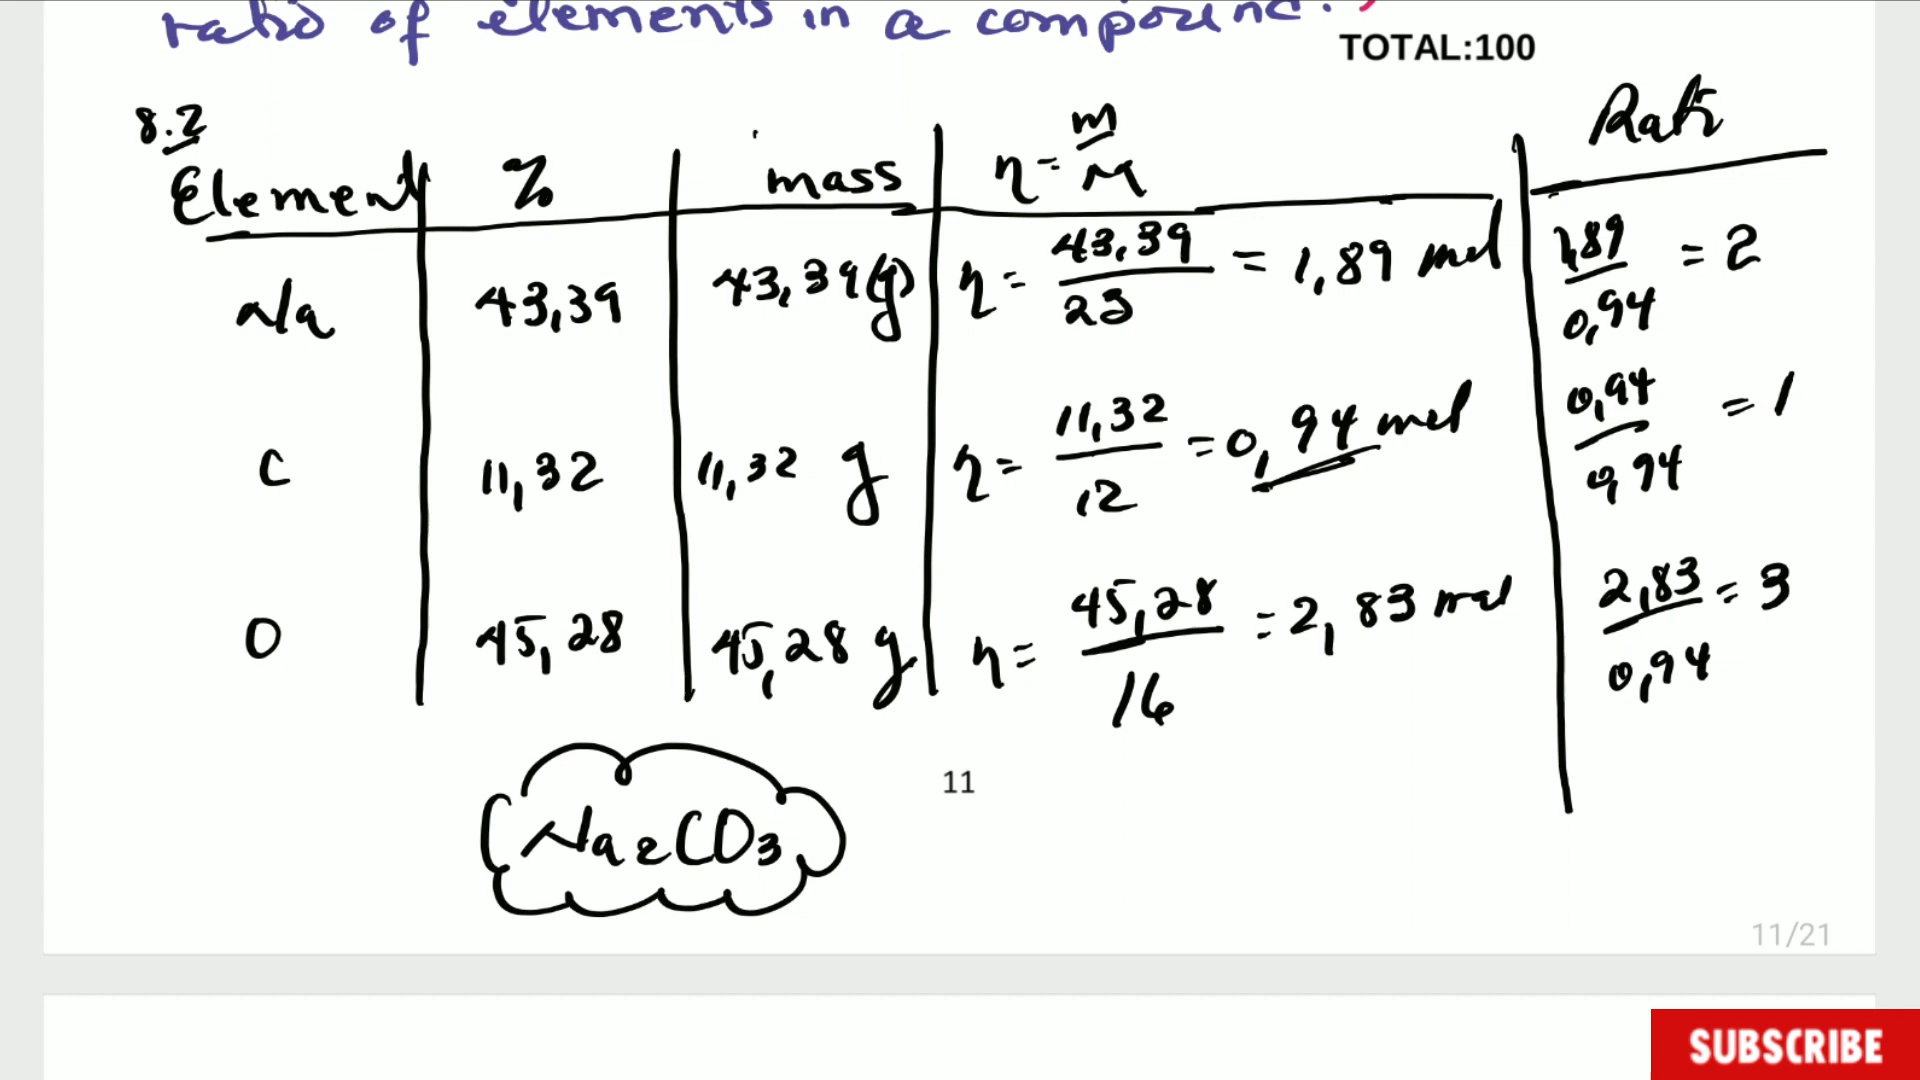 ratio of elements in a compound.
TOTAL:100
8.2
Element % mass n = m/M Ratio
Na 43,39 43,39(g) n = 43,39/23 = 1,89 mol 1,89/0,94 = 2
C 11,32 11,32 g n = 11,32/12 = 0,94 mol 0,94/0,94 = 1
O 45,28 45,28 g n = 45,28/16 = 2,83 mol 2,83/0,94 = 3
Na2CO3
11
11/21
SUBSCRIBE